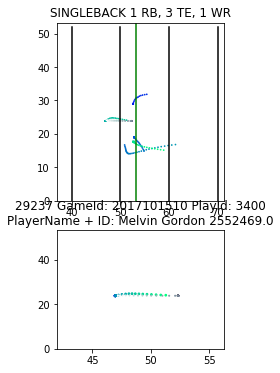 SINGLEBACK 1 RB, 3 TE, 1 WR
50
40
30
20
10
0
40 50 60 70
29237 GameId: 2017101510 PlayId: 3400
PlayerName + ID: Melvin Gordon 2552469.0
40
20
0
45 50 55